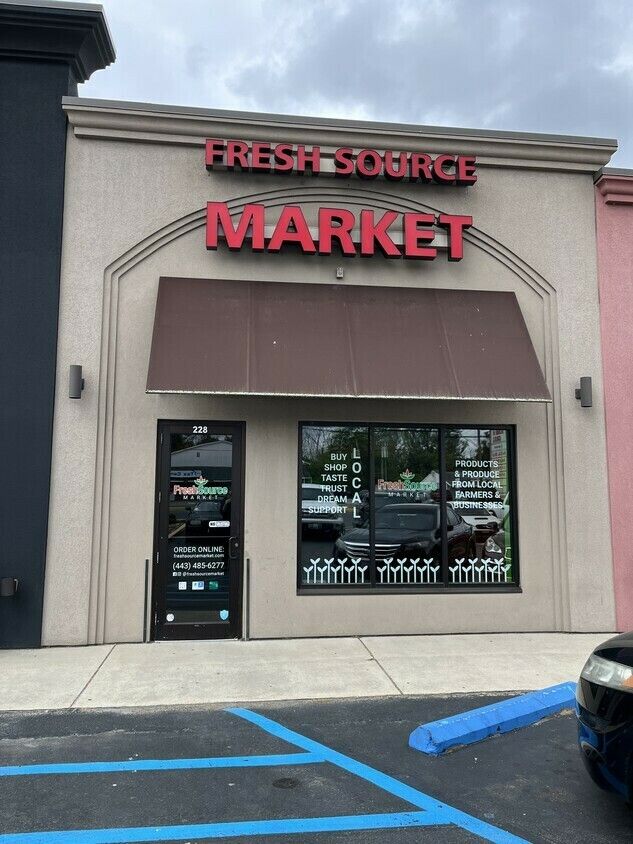 FRESH SOURCE
MARKET
228
FreshSource
MARKET
ORDER ONLINE:
freshsourcemarket.com
(443) 485-6277
@freshsourcemarket
BUY
SHOP
TASTE
TRUST
DREAM
SUPPORT
LOCAL
FreshSource
MARKET
PRODUCTS
& PRODUCE
FROM LOCAL
FARMERS &
BUSINESSES